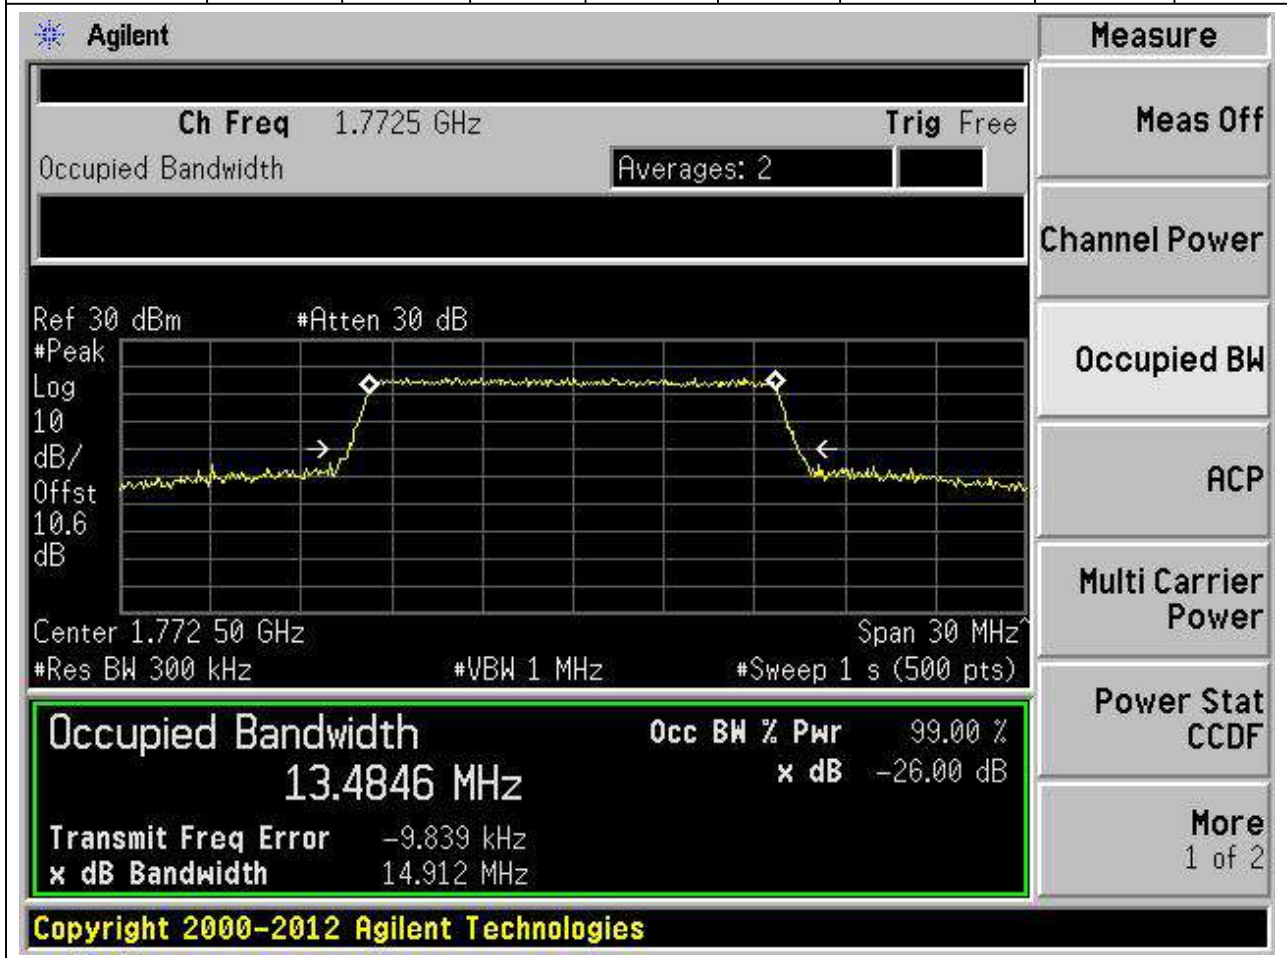 Agilent
Measure
Ch Freq 1.7725 GHz Trig Free
Occupied Bandwidth Averages: 2
Ref 30 dBm #Atten 30 dB
#Peak
Log
10
dB/
Offst
10.6
dB
Center 1.772 50 GHz Span 30 MHz^
#Res BW 300 kHz #VBW 1 MHz #Sweep 1 s (500 pts)
Occupied Bandwidth
13.4846 MHz
Occ BW % Pwr 99.00 %
x dB -26.00 dB
Transmit Freq Error -9.839 kHz
x dB Bandwidth 14.912 MHz
Meas Off
Channel Power
Occupied BW
ACP
Multi Carrier
Power
Power Stat
CCDF
More
1 of 2
Copyright 2000-2012 Agilent Technologies